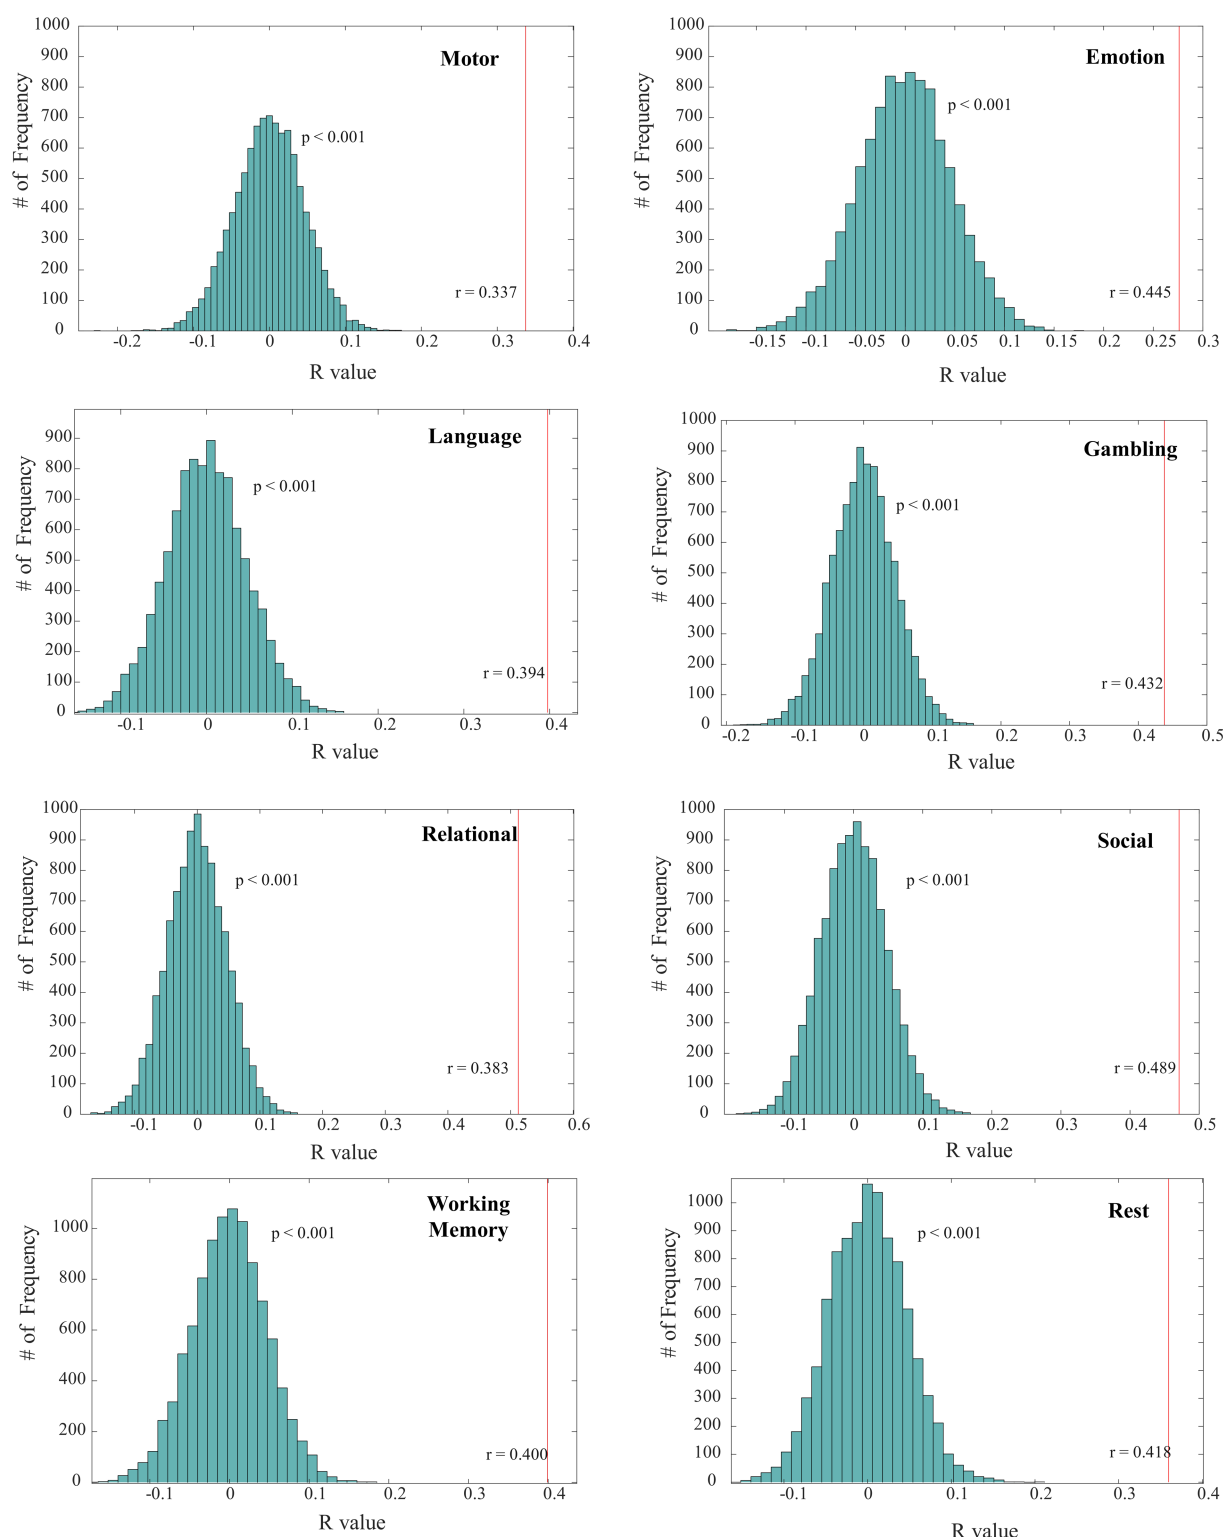 Motor
# of Frequency
1000
900
800
700
600
500
400
300
200
100
0
p < 0.001
r = 0.337
-0.2 -0.1 0 0.1 0.2 0.3 0.4
R value
Emotion
# of Frequency
1000
900
800
700
600
500
400
300
200
100
0
p < 0.001
r = 0.445
-0.15 -0.1 -0.05 0 0.05 0.1 0.15 0.2 0.25 0.3
R value
Language
# of Frequency
900
800
700
600
500
400
300
200
100
0
p < 0.001
r = 0.394
-0.1 0 0.1 0.2 0.3 0.4
R value
Gambling
# of Frequency
1000
900
800
700
600
500
400
300
200
100
0
p < 0.001
r = 0.432
-0.2 -0.1 0 0.1 0.2 0.3 0.4 0.5
R value
Relational
# of Frequency
1000
900
800
700
600
500
400
300
200
100
0
p < 0.001
r = 0.383
-0.1 0 0.1 0.2 0.3 0.4 0.5 0.6
R value
Social
# of Frequency
1000
900
800
700
600
500
400
300
200
100
0
p < 0.001
r = 0.489
-0.1 0 0.1 0.2 0.3 0.4 0.5
R value
Working
Memory
# of Frequency
1000
800
600
400
200
0
p < 0.001
r = 0.400
-0.1 0 0.1 0.2 0.3 0.4
R value
Rest
# of Frequency
1000
900
800
700
600
500
400
300
200
100
0
p < 0.001
r = 0.418
-0.1 0 0.1 0.2 0.3 0.4
R value